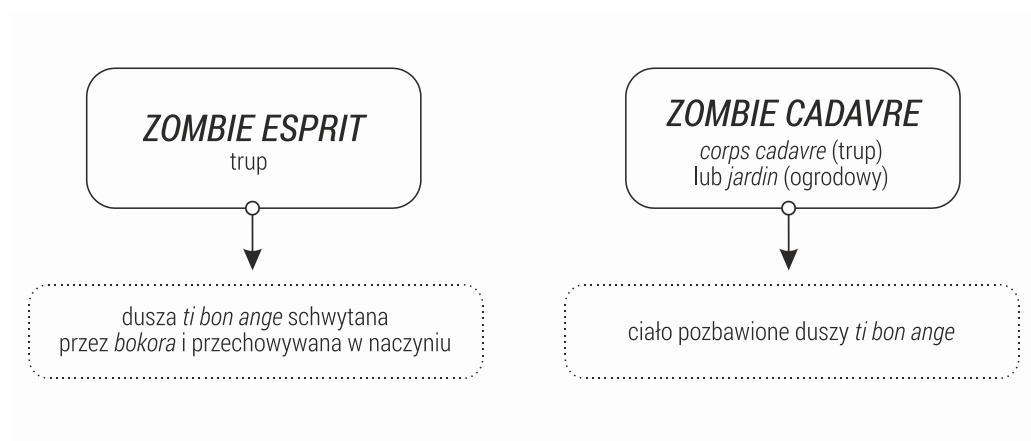 ZOMBIE ESPRIT
trup
dusza ti bon ange schwytana
przez bokora i przechowywana w naczyniu
ZOMBIE CADAVRE
corps cadavre (trup)
lub jardin (ogrodowy)
ciało pozbawione duszy ti bon ange